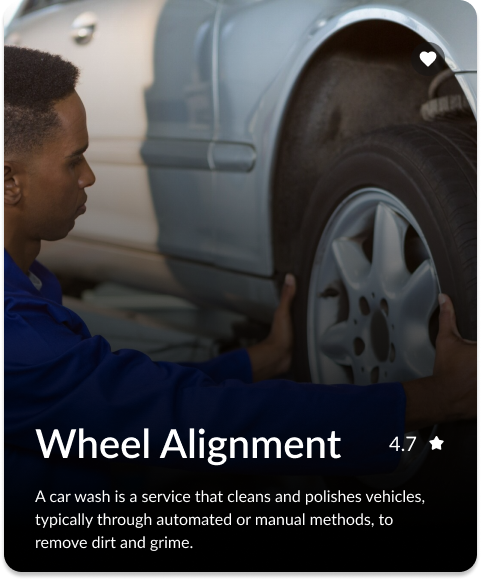 Wheel Alignment
4.7
A car wash is a service that cleans and polishes vehicles,
typically through automated or manual methods, to
remove dirt and grime.